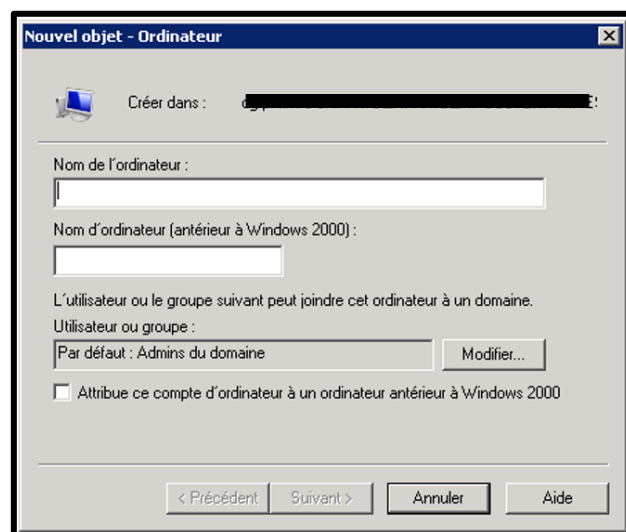 Nouvel objet - Ordinateur
Créer dans :
Nom de l'ordinateur :
Nom d'ordinateur (antérieur à Windows 2000) :
L'utilisateur ou le groupe suivant peut joindre cet ordinateur à un domaine.
Utilisateur ou groupe :
Par défaut : Admins du domaine Modifier...
Attribue ce compte d'ordinateur à un ordinateur antérieur à Windows 2000
< Précédent Suivant > Annuler Aide